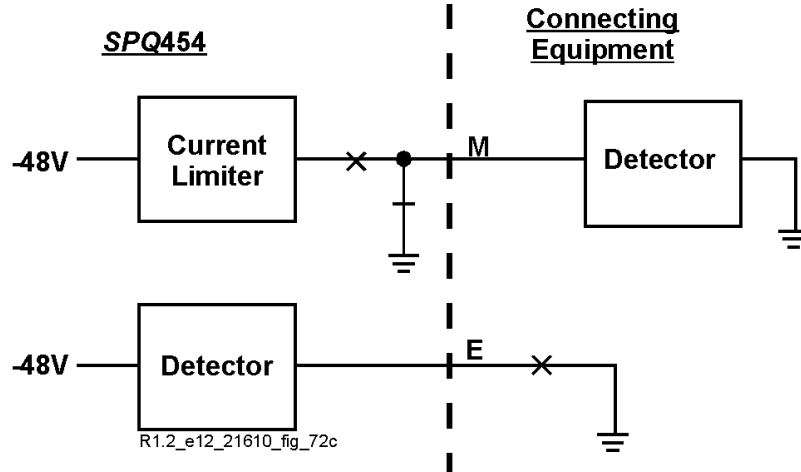 SPQ454
Connecting
Equipment
-48V
Current
Limiter
M
Detector
-48V
Detector
E
R1.2_e12_21610_fig_72c